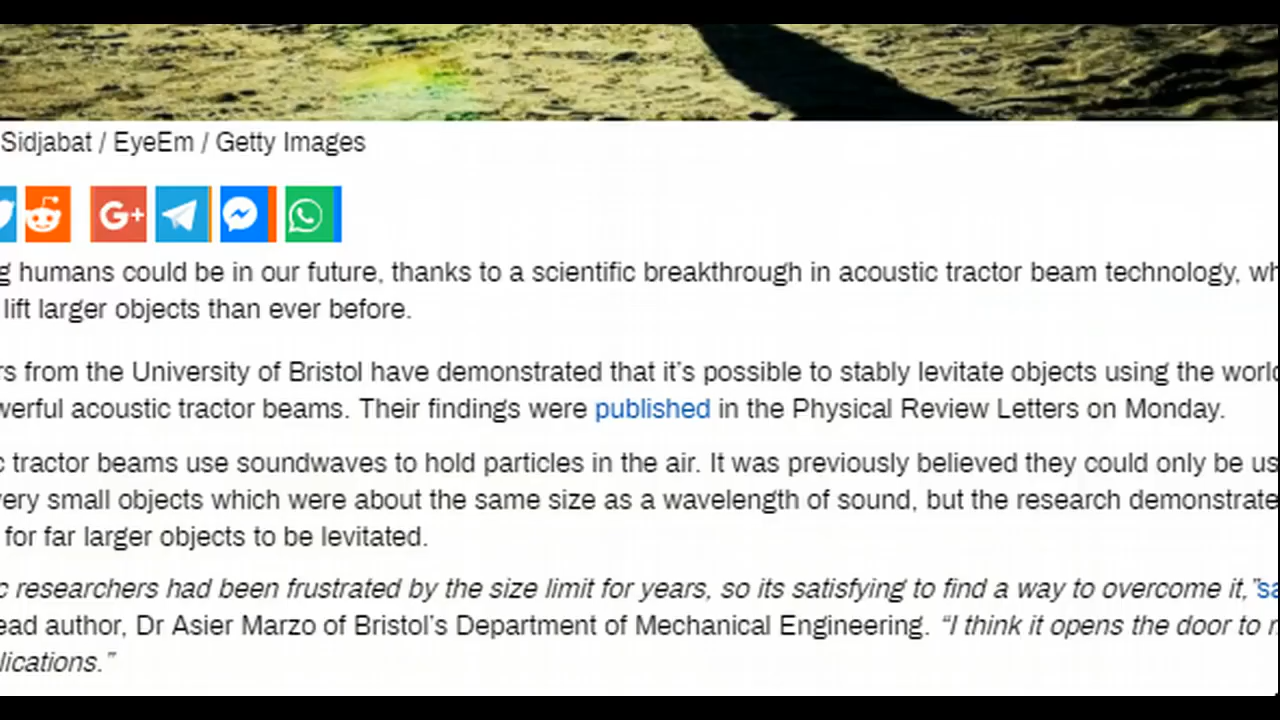 Sidjabat / EyeEm / Getty Images
G+
g humans could be in our future, thanks to a scientific breakthrough in acoustic tractor beam technology, wh
lift larger objects than ever before.
rs from the University of Bristol have demonstrated that it’s possible to stably levitate objects using the world
werful acoustic tractor beams. Their findings were published in the Physical Review Letters on Monday.
c tractor beams use soundwaves to hold particles in the air. It was previously believed they could only be us
very small objects which were about the same size as a wavelength of sound, but the research demonstrate
for far larger objects to be levitated.
c researchers had been frustrated by the size limit for years, so its satisfying to find a way to overcome it,”sa
ead author, Dr Asier Marzo of Bristol’s Department of Mechanical Engineering. “I think it opens the door to
lications.”